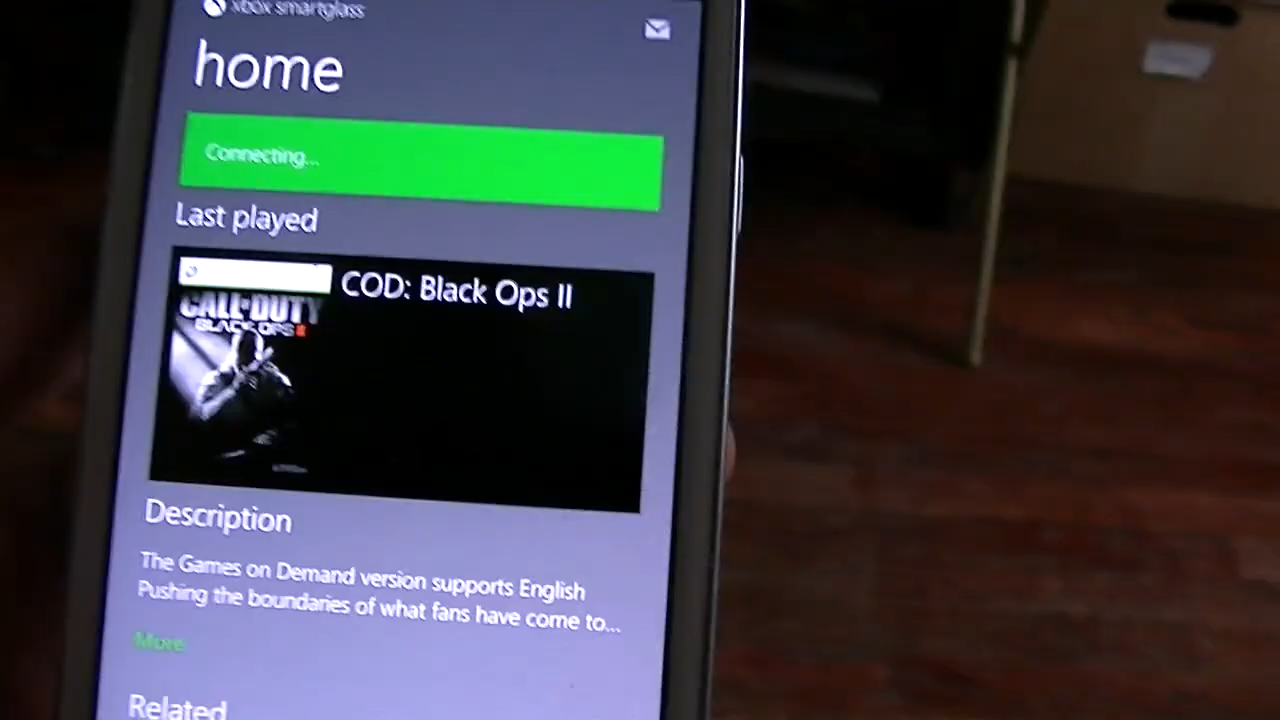 xbox smartglass
home
Connecting...
Last played
COD: Black Ops II
CALL OF DUTY
BLACK OPS II
Description
The Games on Demand version supports English
Pushing the boundaries of what fans have come to...
More
Related